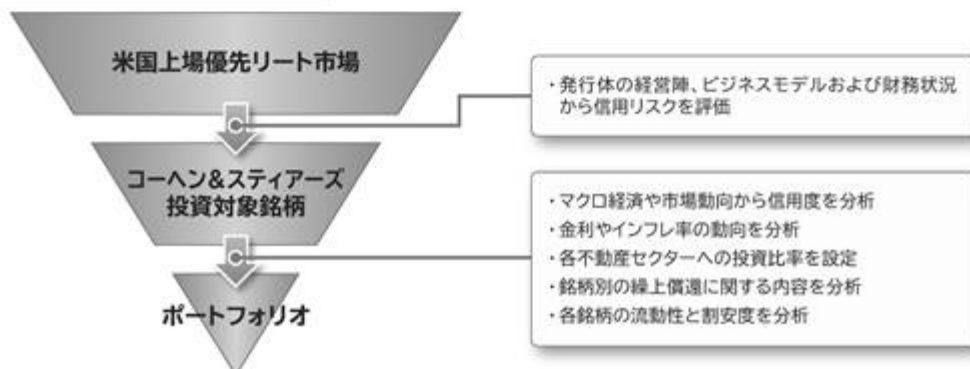 米国上場優先リート市場
・発行体の経営陣、ビジネスモデルおよび財務状況
から信用リスクを評価
コーヘン&スティアーズ
投資対象銘柄
・マクロ経済や市場動向から信用度を分析
・金利やインフレ率の動向を分析
・各不動産セクターへの投資比率を設定
・銘柄別の繰上償還に関する内容を分析
・各銘柄の流動性と割安度を分析
ポートフォリオ